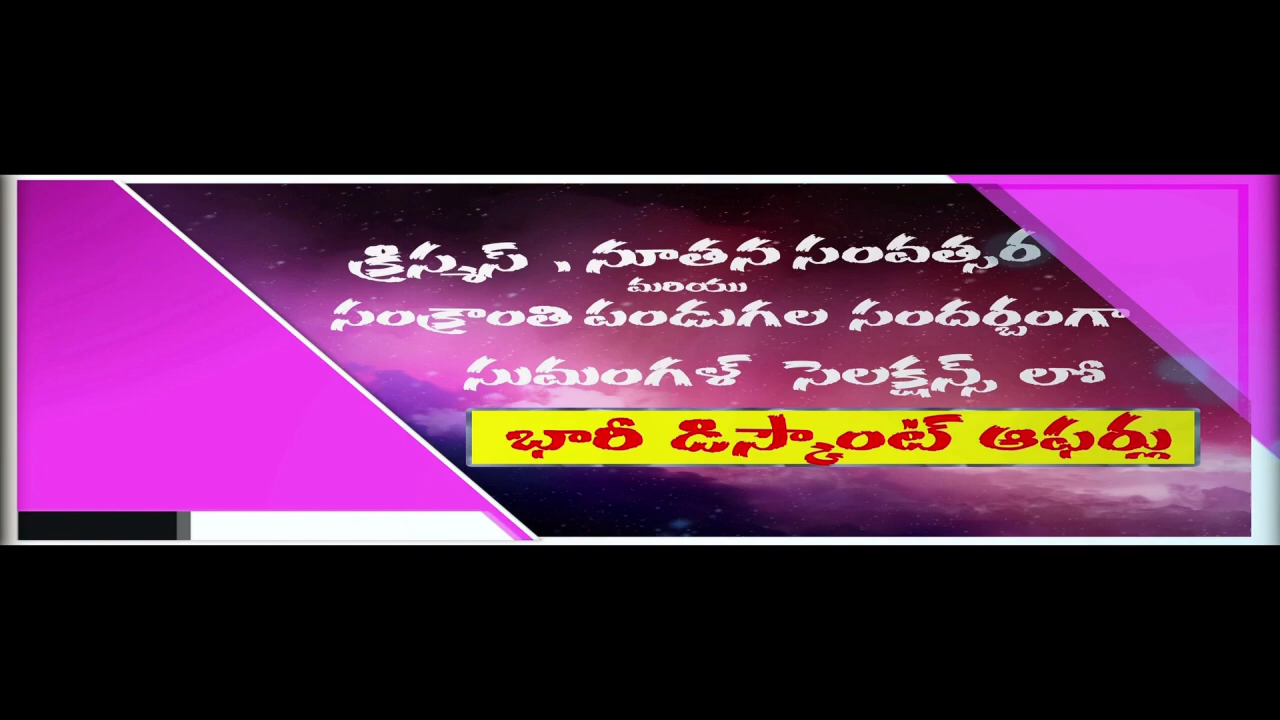 క్రిస్మస్ , నూతన సంవత్సర
మరియు
సంక్రాంతి పండుగల సందర్భంగా
సుమంగళ్ సెలక్షన్స్ లో
భారీ డిస్కౌంట్ ఆఫర్లు